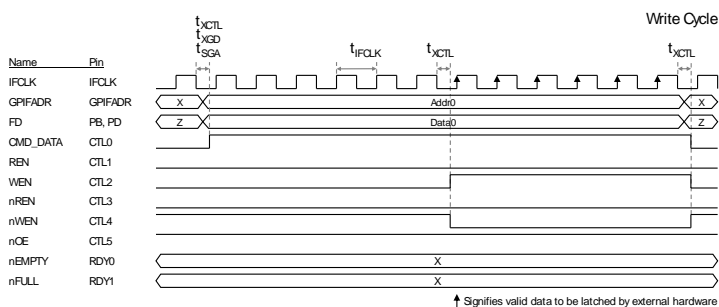 Write Cycle
tXCTL
tXGD
tSGA
tIFCLK
tXCTL
tXCTL
Name Pin
IFCLK IFCLK
GPIFADR GPIFADR X Addr0 X
FD PB, PD Z Data0 Z
CMD_DATA CTL0
REN CTL1
WEN CTL2
nREN CTL3
nWEN CTL4
nOE CTL5
nEMPTY RDY0 X
nFULL RDY1 X
Signifies valid data to be latched by external hardware